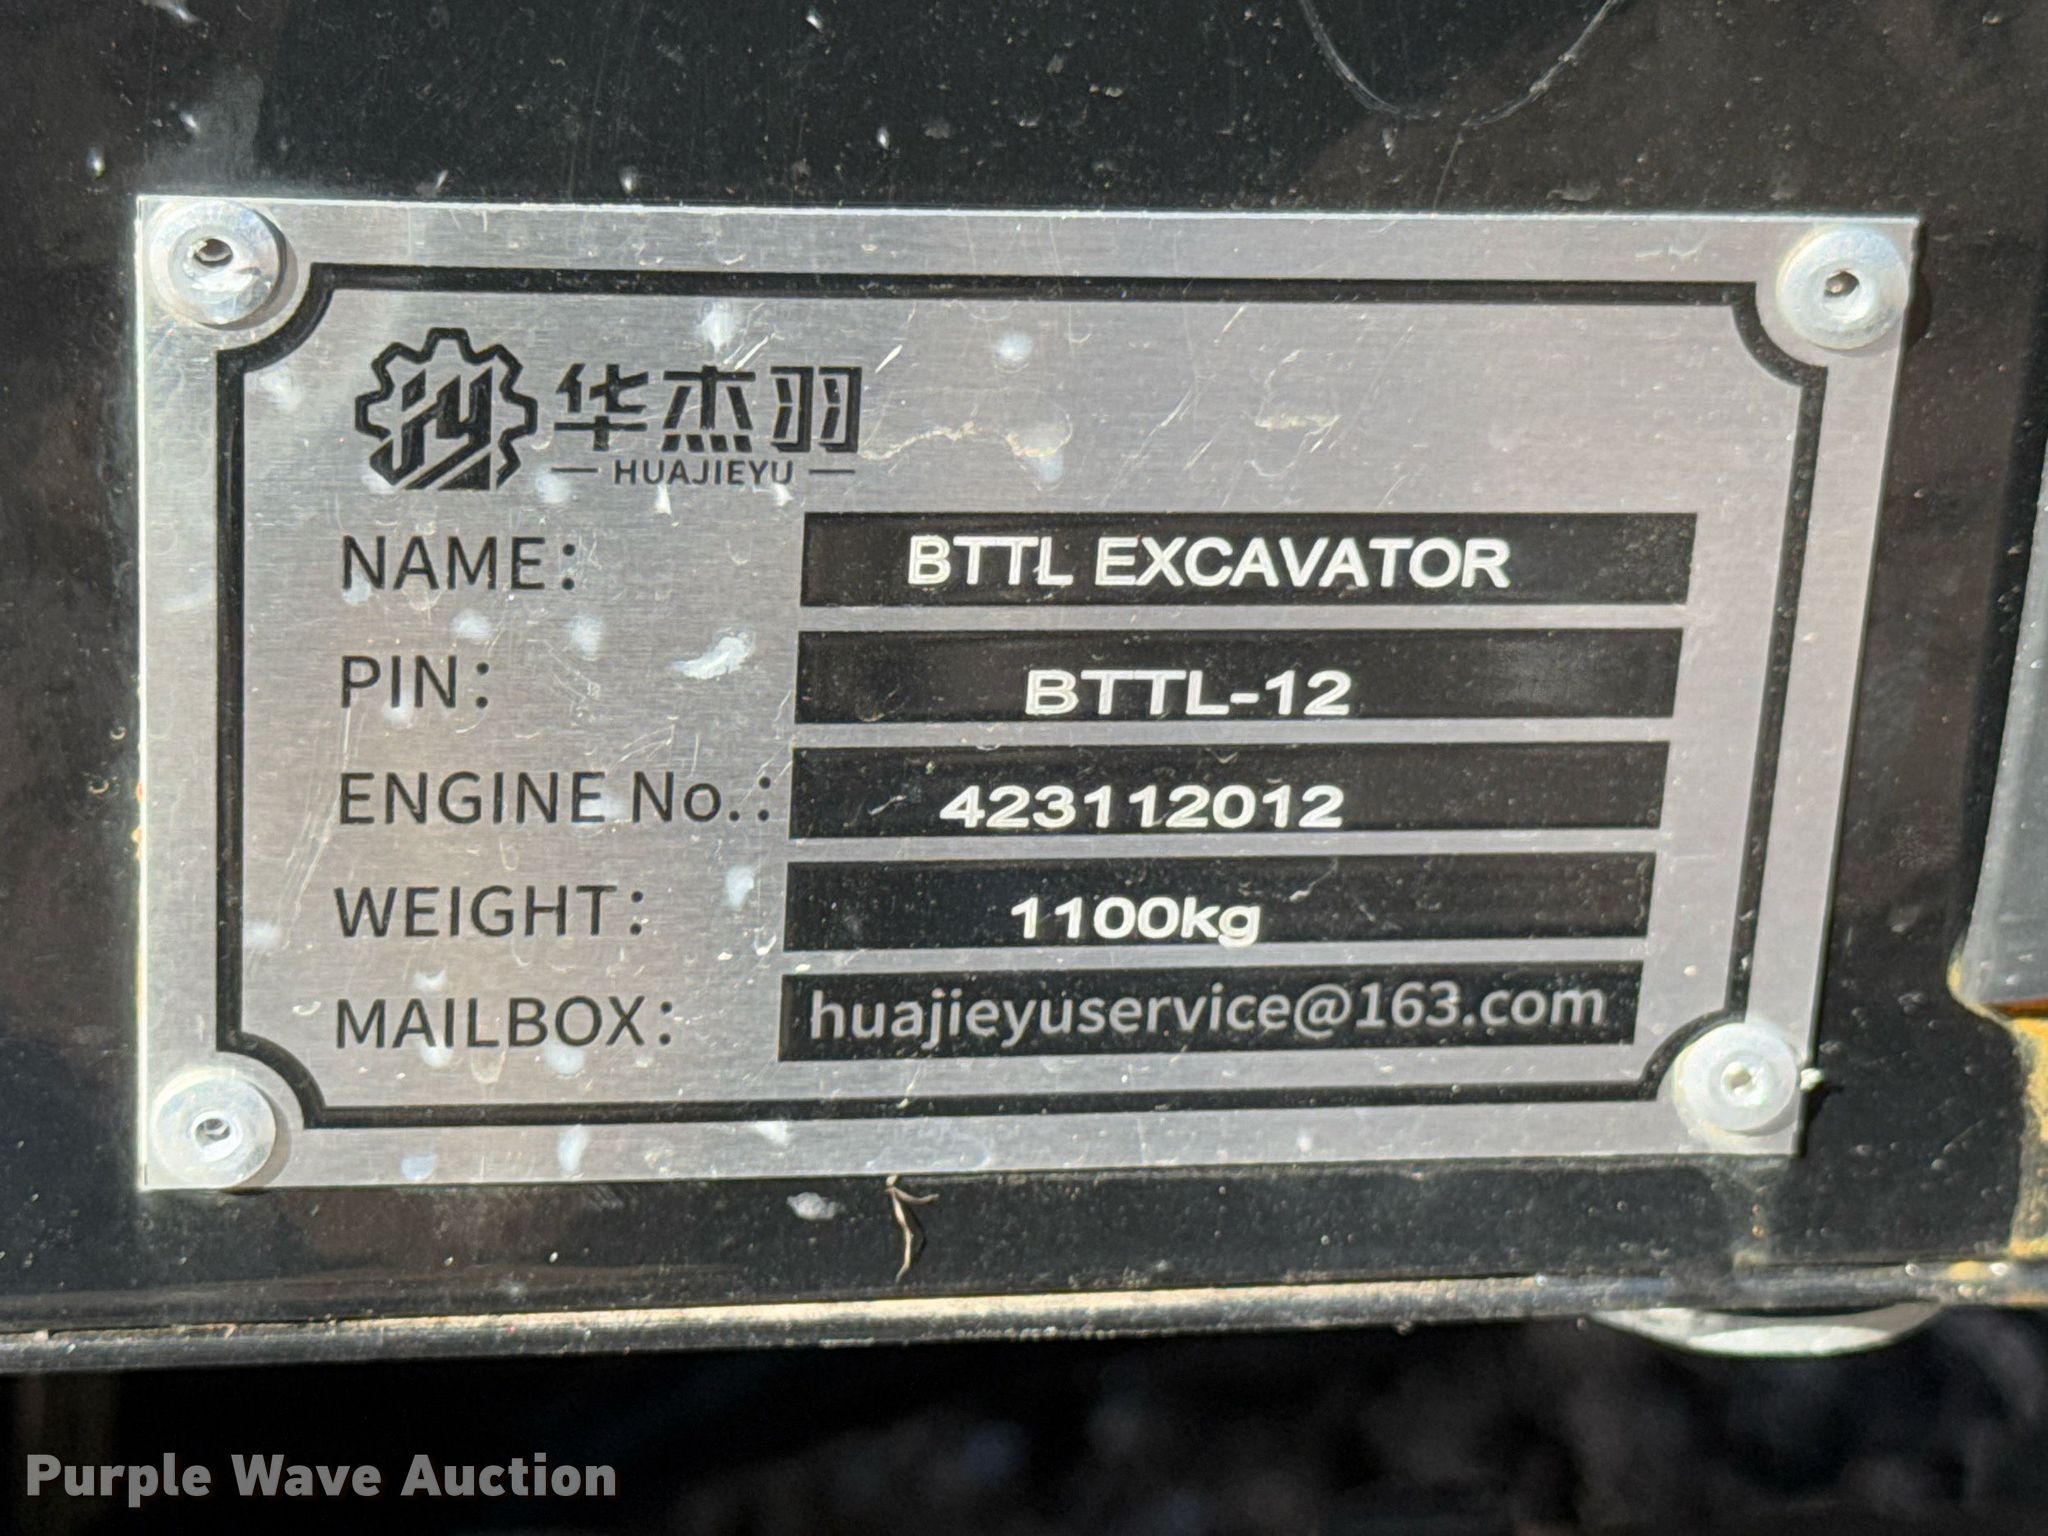 华杰羽
HUAJIEYU
NAME: BTTL EXCAVATOR
PIN: BTTL-12
ENGINE No.: 423112012
WEIGHT: 1100kg
MAILBOX: huajieyuservice@163.com
Purple Wave Auction